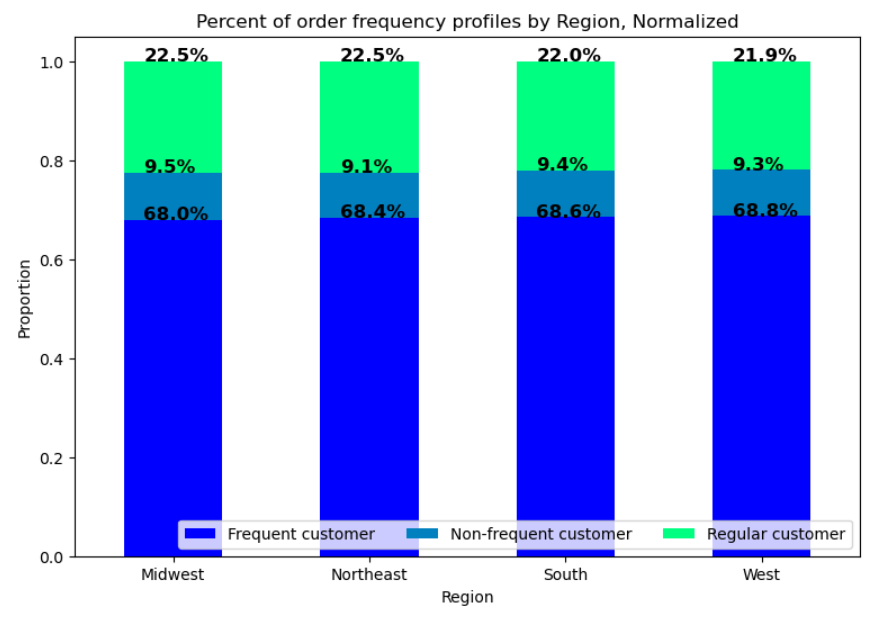 Percent of order frequency profiles by Region, Normalized
22.5% 22.5% 22.0% 21.9%
1.0
0.8
9.5% 9.1% 9.4% 9.3%
68.0% 68.4% 68.6% 68.8%
0.6
Proportion
0.4
0.2
Frequent customer Non-frequent customer Regular customer
0.0
Midwest Northeast South West
Region